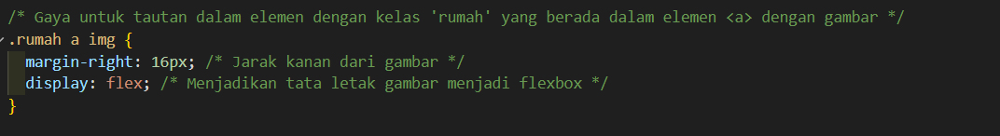 /* Gaya untuk tautan dalam elemen dengan kelas 'rumah' yang berada dalam elemen <a> dengan gambar */
.rumah a img {
  margin-right: 16px; /* Jarak kanan dari gambar */
  display: flex; /* Menjadikan tata letak gambar menjadi flexbox */
}